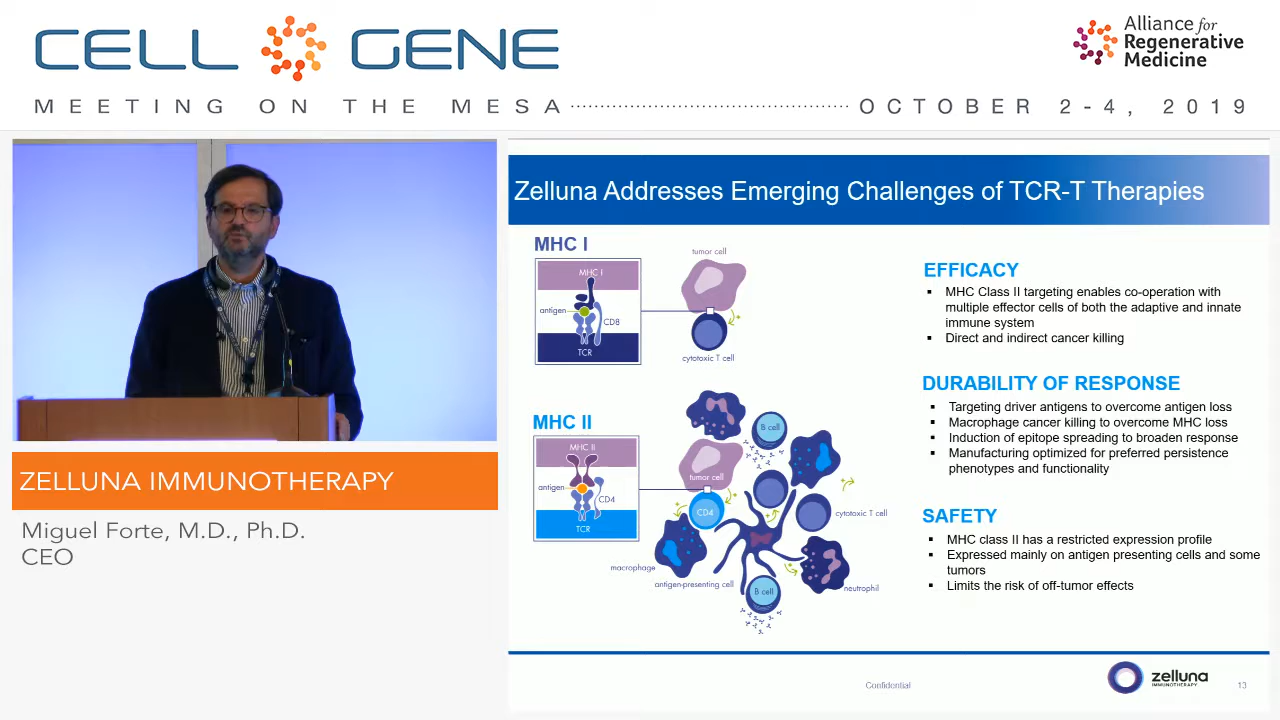 CELL GENE
Alliance for
Regenerative
Medicine
MEETING ON THE MESA
OCTOBER 2-4, 2019
Zelluna Addresses Emerging Challenges of TCR-T Therapies
MHC I
MHC I
antigen
CD8
TCR
tumor cell
cytotoxic T cell
MHC II
MHC II
antigen
CD4
TCR
B cell
tumor cell
CD4
cytotoxic T cell
macrophage
antigen-presenting cell
B cell
neutrophil
EFFICACY
▪ MHC Class II targeting enables co-operation with
multiple effector cells of both the adaptive and innate
immune system
▪ Direct and indirect cancer killing
DURABILITY OF RESPONSE
▪ Targeting driver antigens to overcome antigen loss
▪ Macrophage cancer killing to overcome MHC loss
▪ Induction of epitope spreading to broaden response
▪ Manufacturing optimized for preferred persistence
phenotypes and functionality
SAFETY
▪ MHC class II has a restricted expression profile
▪ Expressed mainly on antigen presenting cells and some
tumors
▪ Limits the risk of off-tumor effects
Confidential
zelluna
IMMUNOTHERAPY
13
ZELLUNA IMMUNOTHERAPY
Miguel Forte, M.D., Ph.D.
CEO